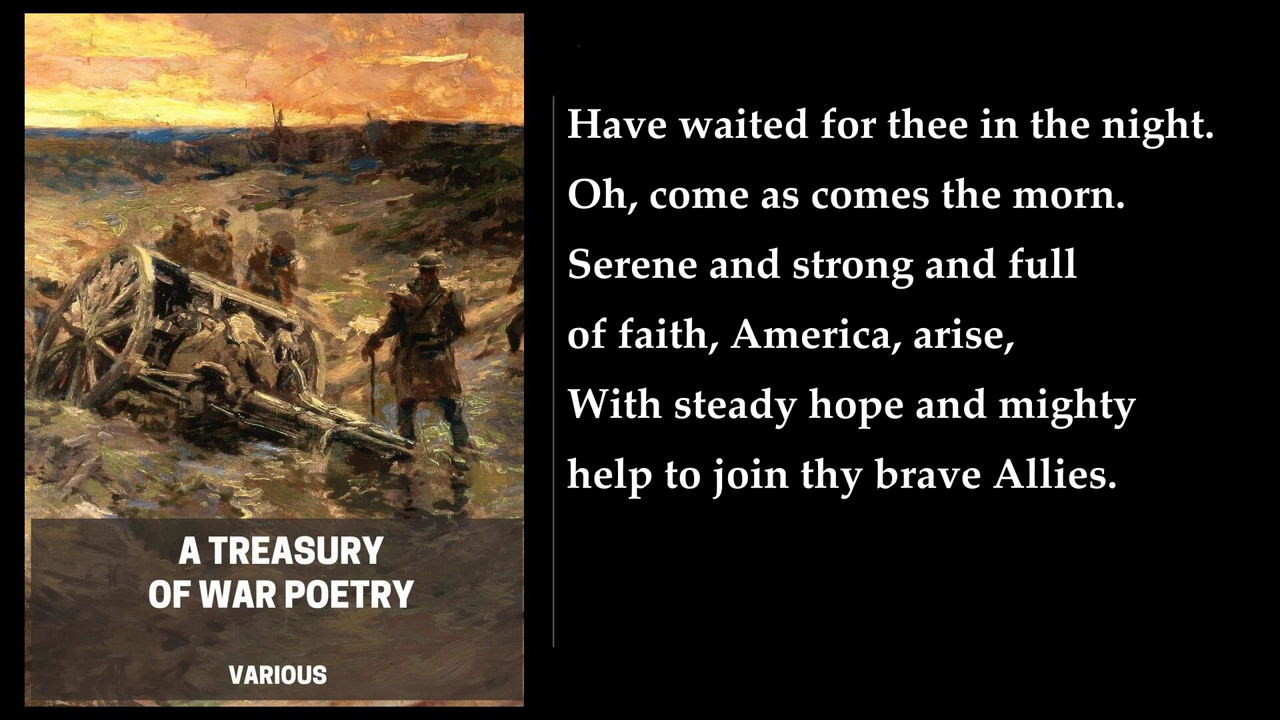 Have waited for thee in the night.
Oh, come as comes the morn.
Serene and strong and full
of faith, America, arise,
With steady hope and mighty
help to join thy brave Allies.
A TREASURY
OF WAR POETRY
VARIOUS